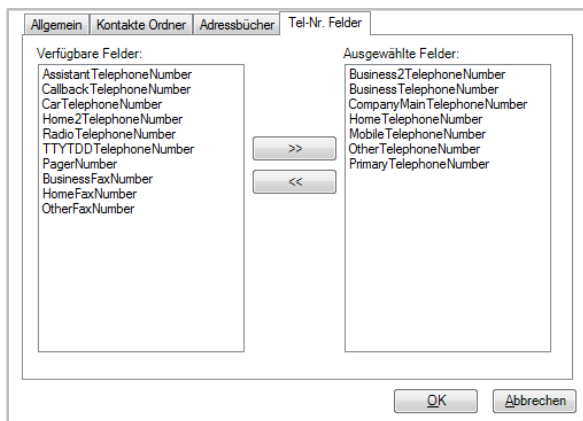 Allgemein Kontakte Ordner Adressbücher Tel-Nr. Felder
Verfügbare Felder:
AssistantTelephoneNumber
CallbackTelephoneNumber
CarTelephoneNumber
Home2TelephoneNumber
RadioTelephoneNumber
TTYTDDTelephoneNumber
PagerNumber
BusinessFaxNumber
HomeFaxNumber
OtherFaxNumber
>>
<<
Ausgewählte Felder:
Business2TelephoneNumber
BusinessTelephoneNumber
CompanyMainTelephoneNumber
HomeTelephoneNumber
MobileTelephoneNumber
OtherTelephoneNumber
PrimaryTelephoneNumber
OK Abbrechen